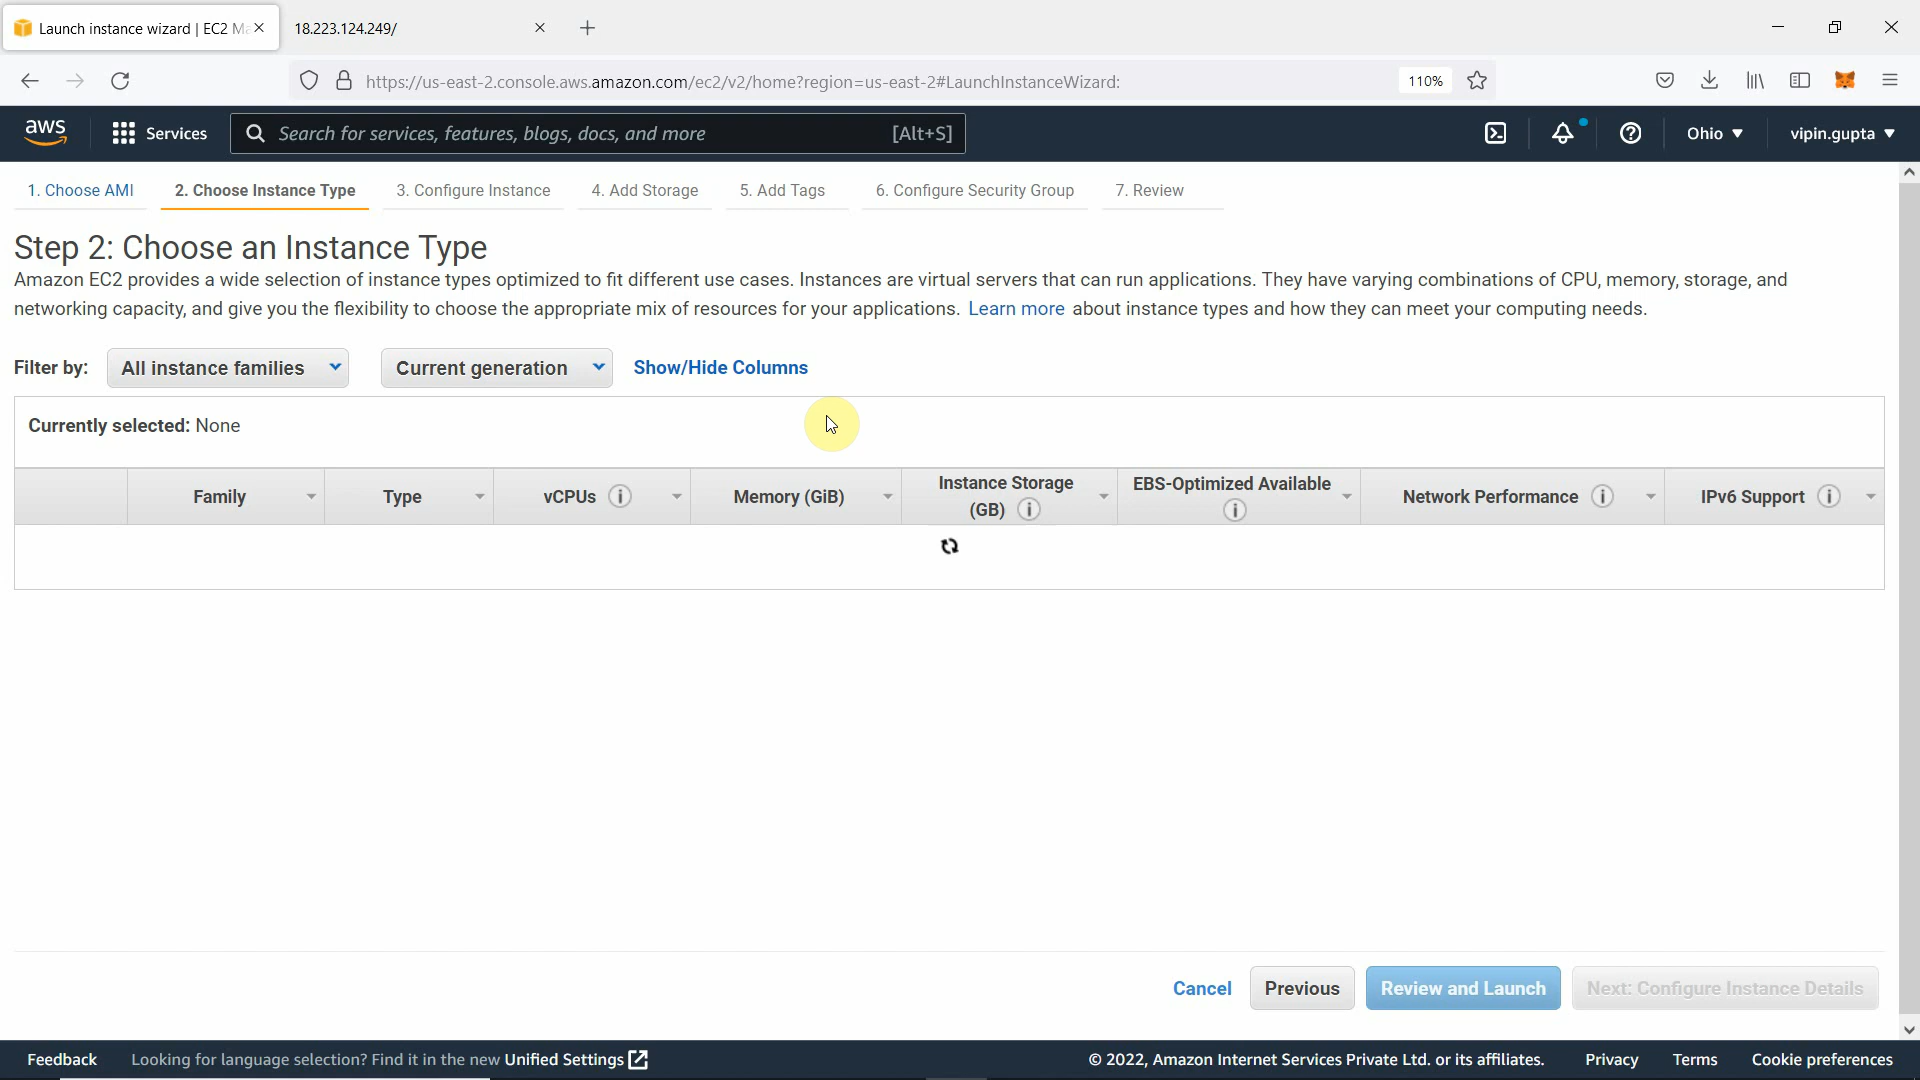 Launch instance wizard | EC2 Ma
18.223.124.249/
https://us-east-2.console.aws.amazon.com/ec2/v2/home?region=us-east-2#LaunchInstanceWizard:
110%
aws
Services
Search for services, features, blogs, docs, and more
[Alt+S]
Ohio
vipin.gupta
1. Choose AMI
2. Choose Instance Type
3. Configure Instance
4. Add Storage
5. Add Tags
6. Configure Security Group
7. Review
Step 2: Choose an Instance Type
Amazon EC2 provides a wide selection of instance types optimized to fit different use cases. Instances are virtual servers that can run applications. They have varying combinations of CPU, memory, storage, and
networking capacity, and give you the flexibility to choose the appropriate mix of resources for your applications. Learn more about instance types and how they can meet your computing needs.
Filter by:
All instance families
Current generation
Show/Hide Columns
Currently selected: None
Family
Type
vCPUs
Memory (GiB)
Instance Storage
(GB)
EBS-Optimized Available
Network Performance
IPv6 Support
Cancel
Previous
Review and Launch
Next: Configure Instance Details
Feedback
Looking for language selection? Find it in the new Unified Settings
© 2022, Amazon Internet Services Private Ltd. or its affiliates.
Privacy
Terms
Cookie preferences